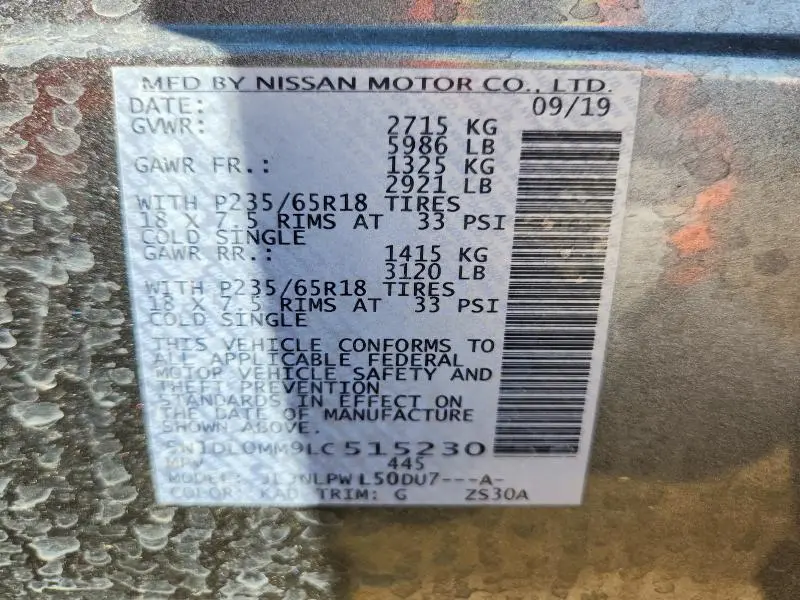 MFD BY NISSAN MOTOR CO., LTD.
DATE: 09/19
GVWR: 2715 KG
5986 LB
GAWR FR.: 1325 KG
2921 LB
WITH P235/65R18 TIRES
18 X 7.5 RIMS AT 33 PSI
COLD SINGLE
GAWR RR.: 1415 KG
3120 LB
WITH P235/65R18 TIRES
18 X 7.5 RIMS AT 33 PSI
COLD SINGLE
THIS VEHICLE CONFORMS TO
ALL APPLICABLE FEDERAL
MOTOR VEHICLE SAFETY AND
THEFT PREVENTION
STANDARDS IN EFFECT ON
THE DATE OF MANUFACTURE
SHOWN ABOVE.
5N1DL0MM9LC515230
MPV 445
MODEL: L50DU7---A-
COLOR: KAD TRIM: G ZS30A